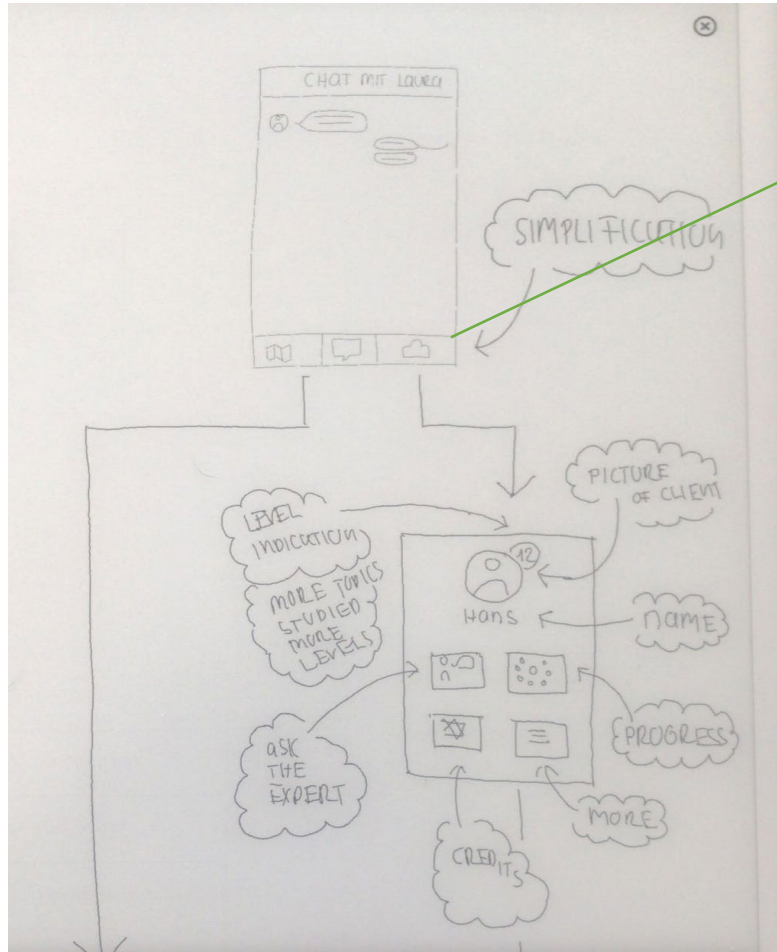 CHAT MIT LAURA
SIMPLIFICATION
PICTURE
OF CLIENT
LEVEL
INDICATION
MORE TOPICS
STUDIED
MORE
LEVELS
12
Hans
NAME
PROGRESS
ASK
THE
EXPERT
MORE
CREDITS